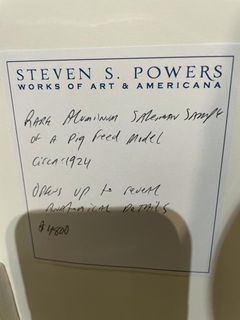 STEVEN S. POWERS
WORKS OF ART & AMERICANA
RARE Aluminum Salesman Sample
of A Pig Feed Model
Circa-1924
Opens up to reveal
Anatomical Details
$4800